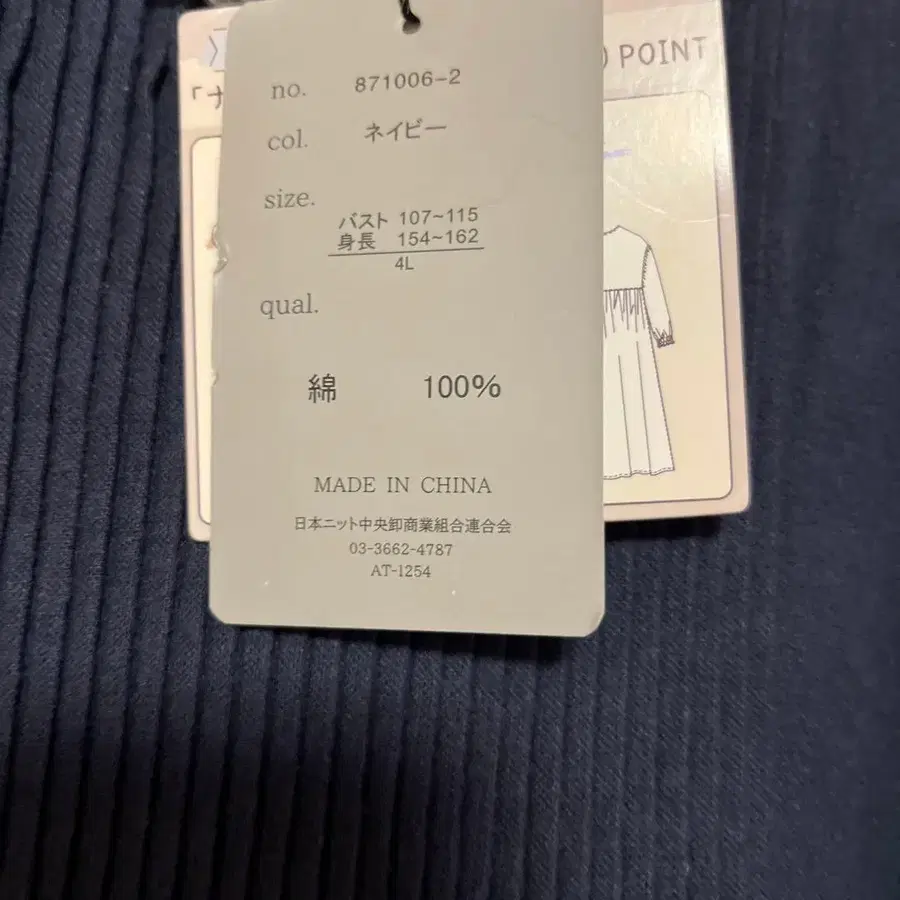 POINT
no. 871006-2
col. ネイビー
size.
バスト 107~115
身長 154~162
4L
qual.
綿 100%
MADE IN CHINA
日本ニット中央卸商業組合連合会
03-3662-4787
AT-1254